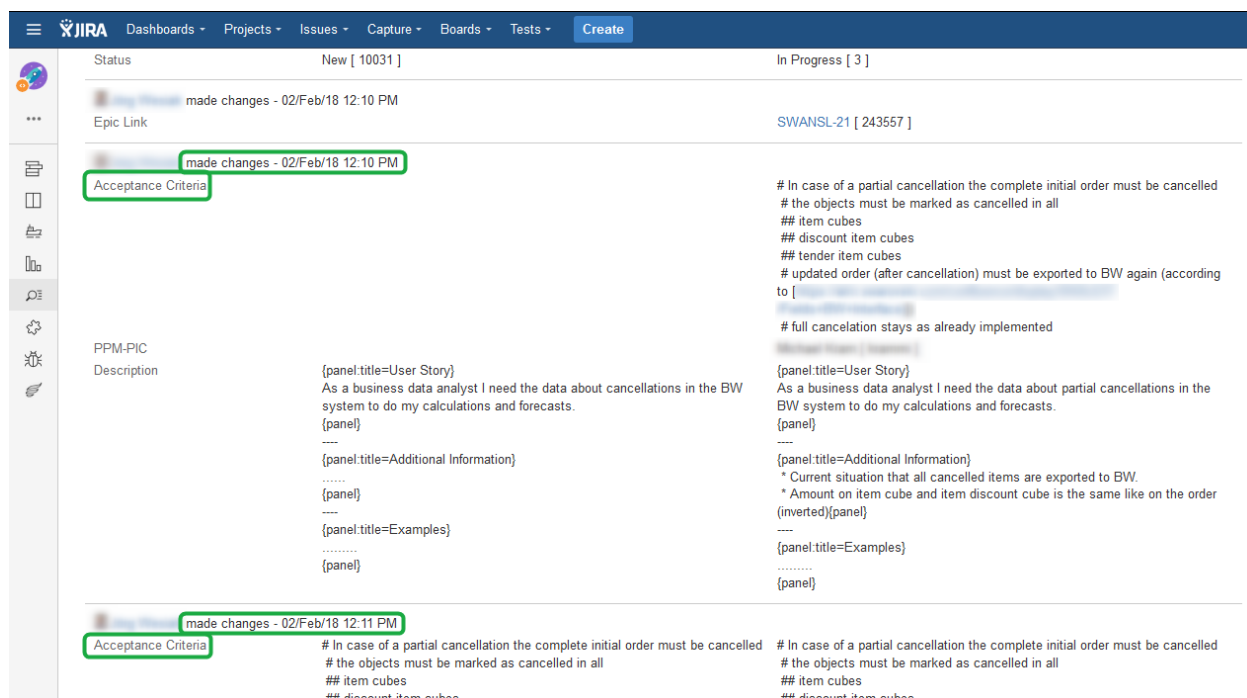 JIRA Dashboards Projects Issues Capture Boards Tests Create
Status New [ 10031 ] In Progress [ 3 ]
made changes - 02/Feb/18 12:10 PM
Epic Link SWANSL-21 [ 243557 ]
made changes - 02/Feb/18 12:10 PM
Acceptance Criteria
# In case of a partial cancellation the complete initial order must be cancelled
# the objects must be marked as cancelled in all
## item cubes
## discount item cubes
## tender item cubes
# updated order (after cancellation) must be exported to BW again (according
to [
# full cancelation stays as already implemented
PPM-PIC
Description
{panel:title=User Story}
As a business data analyst I need the data about cancellations in the BW
system to do my calculations and forecasts.
{panel}
----
{panel:title=Additional Information}
......
{panel}
----
{panel:title=Examples}
.........
{panel}
{panel:title=User Story}
As a business data analyst I need the data about partial cancellations in the
BW system to do my calculations and forecasts.
{panel}
----
{panel:title=Additional Information}
* Current situation that all cancelled items are exported to BW.
* Amount on item cube and item discount cube is the same like on the order
(inverted){panel}
----
{panel:title=Examples}
.........
{panel}
made changes - 02/Feb/18 12:11 PM
Acceptance Criteria
# In case of a partial cancellation the complete initial order must be cancelled
# the objects must be marked as cancelled in all
## item cubes
## discount item cubes
# In case of a partial cancellation the complete initial order must be cancelled
# the objects must be marked as cancelled in all
## item cubes
## discount item cubes